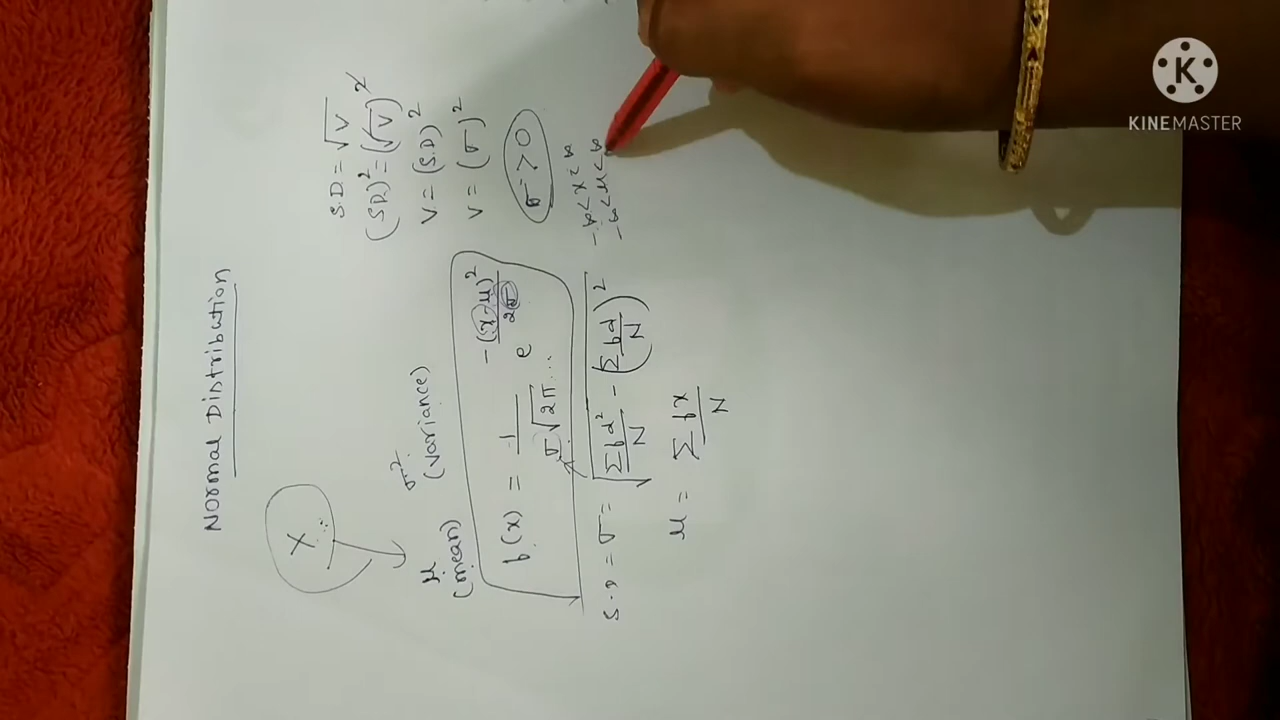 Normal Distribution
X
μ
(mean)
σ²
(variance)
S.D = √V
(SD)² = (√V)²
V = (S.D)²
V = (σ)²
σ > 0
f(x) = 1/(σ√2π...) e^(-(x-μ)²/2σ)
-∞ < x < ∞
-∞ < μ < ∞
S.D = σ = √(Σfd²/N - (Σfd/N)²)
μ = Σfx/N
KINEMASTER